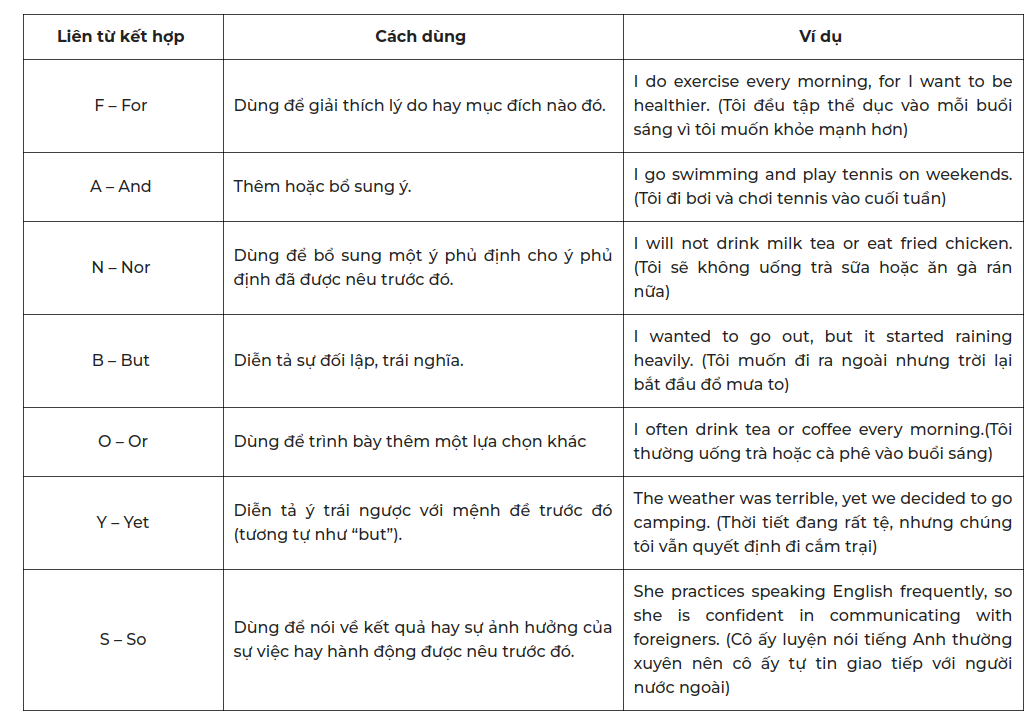 Liên từ kết hợp
Cách dùng
Ví dụ
F – For
Dùng để giải thích lý do hay mục đích nào đó.
I do exercise every morning, for I want to be
healthier. (Tôi đều tập thể dục vào mỗi buổi
sáng vì tôi muốn khỏe mạnh hơn)
A – And
Thêm hoặc bổ sung ý.
I go swimming and play tennis on weekends.
(Tôi đi bơi và chơi tennis vào cuối tuần)
N – Nor
Dùng để bổ sung một ý phủ định cho ý phủ
định đã được nêu trước đó.
I will not drink milk tea or eat fried chicken.
(Tôi sẽ không uống trà sữa hoặc ăn gà rán
nữa)
B – But
Diễn tả sự đối lập, trái nghĩa.
I wanted to go out, but it started raining
heavily. (Tôi muốn đi ra ngoài nhưng trời lại
bắt đầu đổ mưa to)
O – Or
Dùng để trình bày thêm một lựa chọn khác
I often drink tea or coffee every morning.(Tôi
thường uống trà hoặc cà phê vào buổi sáng)
Y – Yet
Diễn tả ý trái ngược với mệnh đề trước đó
(tương tự như “but”).
The weather was terrible, yet we decided to go
camping. (Thời tiết đang rất tệ, nhưng chúng
tôi vẫn quyết định đi cắm trại)
S – So
Dùng để nói về kết quả hay sự ảnh hưởng của
sự việc hay hành động được nêu trước đó.
She practices speaking English frequently, so
she is confident in communicating with
foreigners. (Cô ấy luyện nói tiếng Anh thường
xuyên nên cô ấy tự tin giao tiếp với người
nước ngoài)